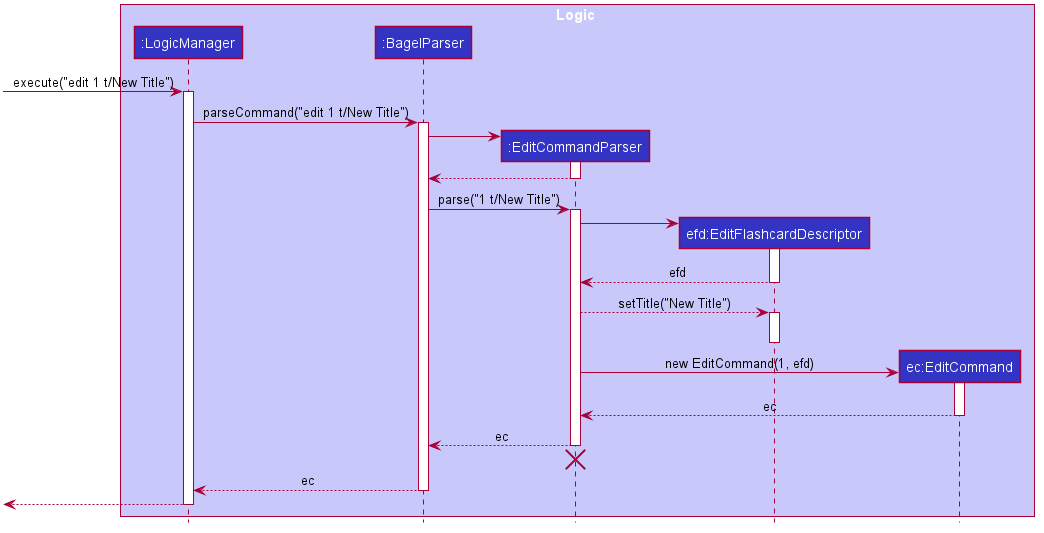 Logic
:LogicManager
:BagelParser
execute("edit 1 t/New Title")
parseCommand("edit 1 t/New Title")
:EditCommandParser
parse("1 t/New Title")
efd:EditFlashcardDescriptor
efd
setTitle("New Title")
new EditCommand(1, efd)
ec:EditCommand
ec
ec
ec